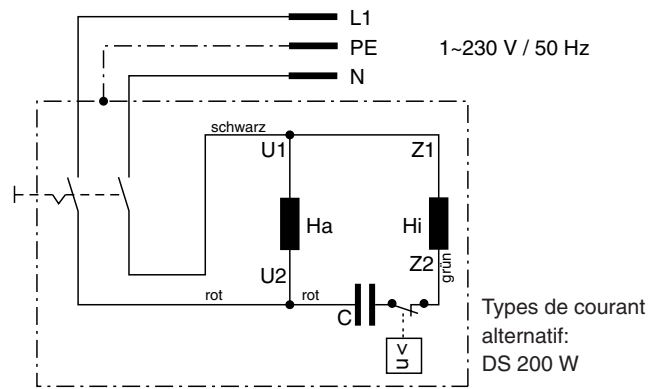 L1
PE
1~230 V / 50 Hz
N
schwarz
U1
Z1
Ha
Hi
U2
Z2
grün
rot
rot
C
u<
Types de courant
alternatif:
DS 200 W